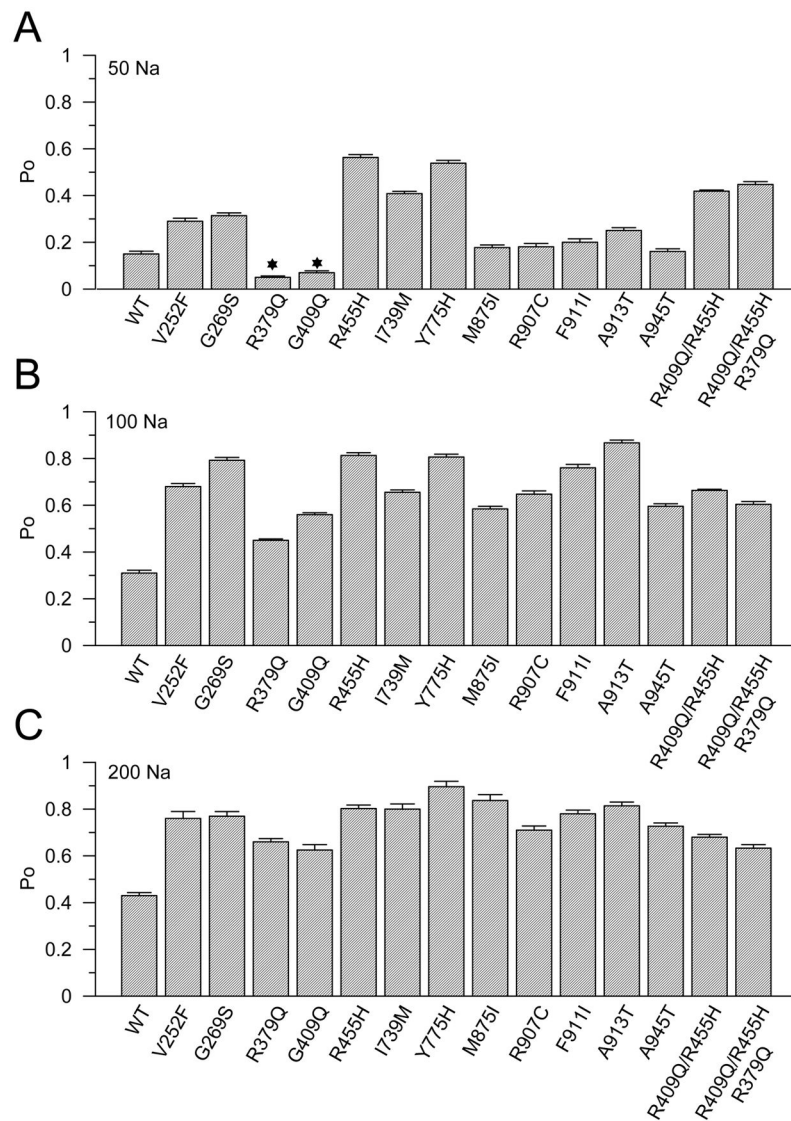 A
50 Na
1
0.8
0.6
0.4
0.2
0
Po
WT
V252F
G269S
R379Q
G409Q
R455H
I739M
Y775H
M875I
R907C
F911I
A913T
A945T
R409Q/R455H
R409Q/R455H
R379Q
B
100 Na
1
0.8
0.6
0.4
0.2
0
Po
WT
V252F
G269S
R379Q
G409Q
R455H
I739M
Y775H
M875I
R907C
F911I
A913T
A945T
R409Q/R455H
R409Q/R455H
R379Q
C
200 Na
1
0.8
0.6
0.4
0.2
0
Po
WT
V252F
G269S
R379Q
G409Q
R455H
I739M
Y775H
M875I
R907C
F911I
A913T
A945T
R409Q/R455H
R409Q/R455H
R379Q